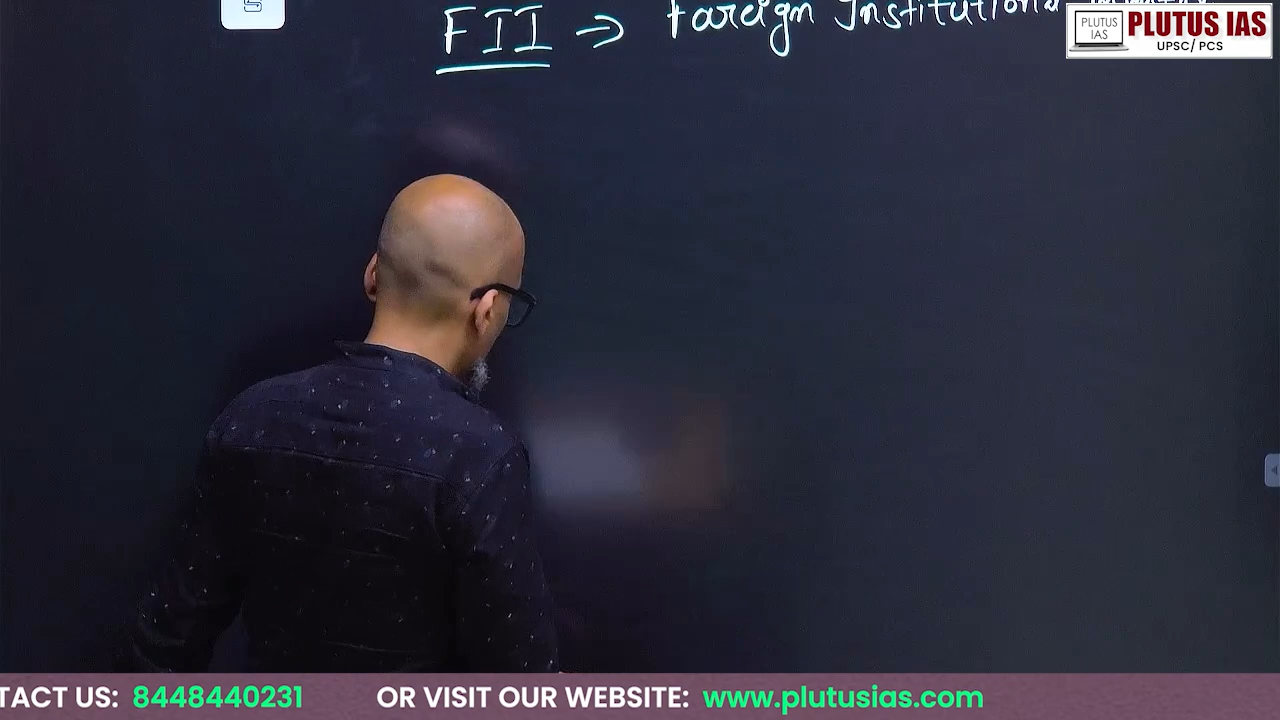 FII → Foreign Institutional
PLUTUS IAS
PLUTUS IAS
UPSC/ PCS
TACT US: 8448440231 OR VISIT OUR WEBSITE: www.plutusias.com